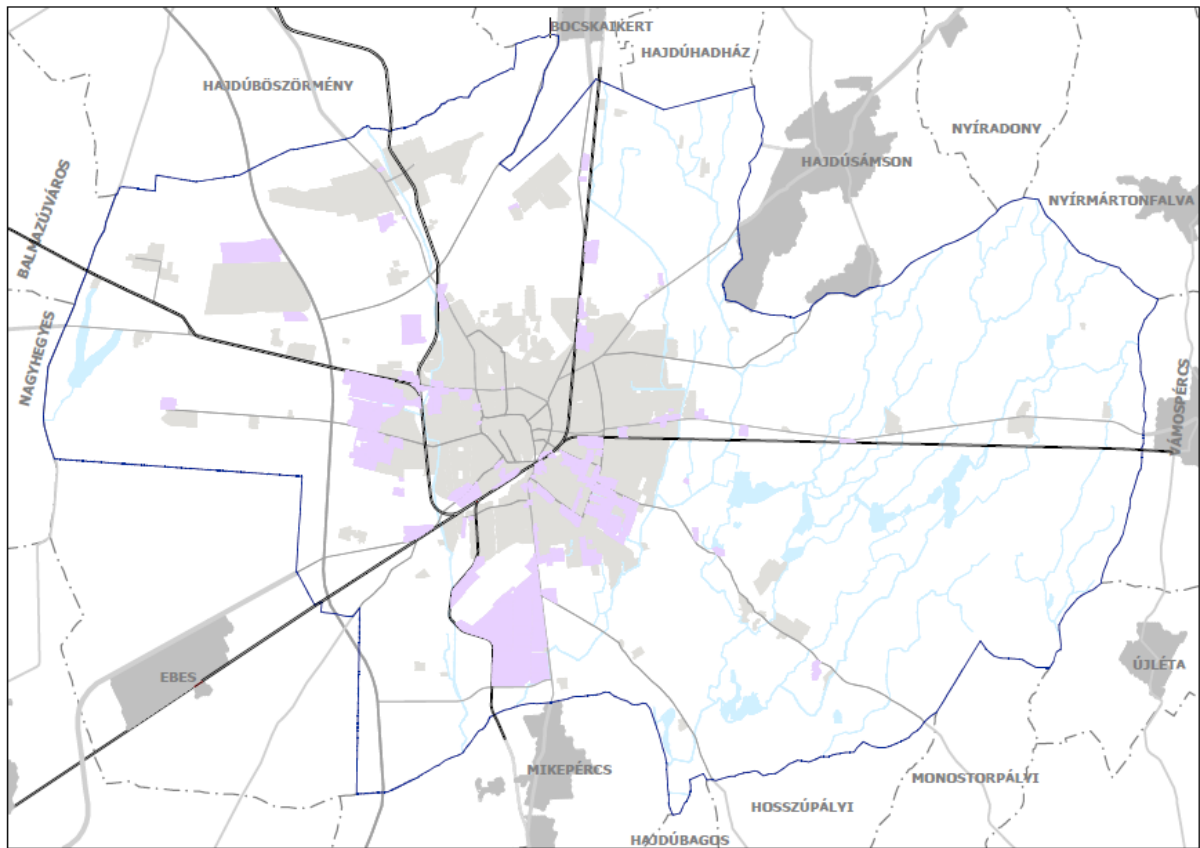 BOCSKAIKERT
HAJDÚHADHÁZ
HAJDÚBÖSZÖRMÉNY
NYÍRADONY
HAJDÚSÁMSON
NYÍRMÁRTONFALVA
BALMAZÚJVÁROS
NAGYHEGYES
VÁMOSPÉRCS
EBES
ÚJLÉTA
MIKEPÉRCS
MONOSTORPÁLYI
HOSSZÚPÁLYI
HAJDÚBAGOS